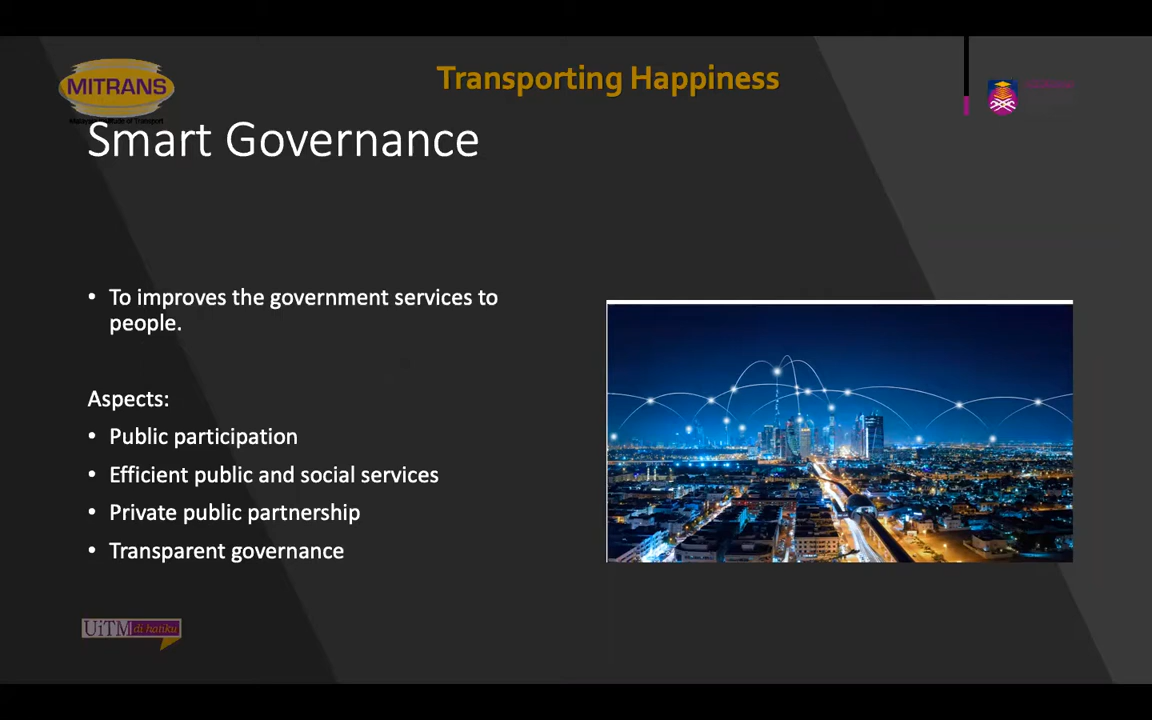 MITRANS
Transporting Happiness
Smart Governance
• To improves the government services to
people.
Aspects:
• Public participation
• Efficient public and social services
• Private public partnership
• Transparent governance
UiTM di hatiku